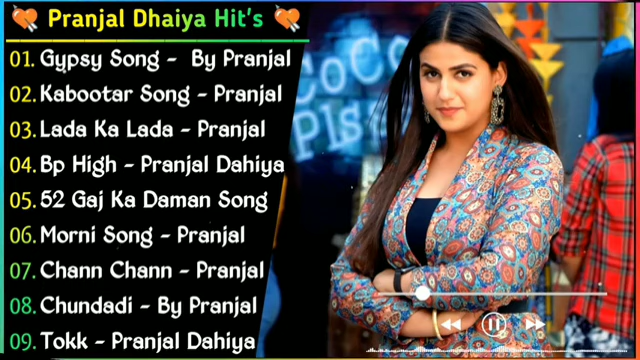 💘 Pranjal Dhaiya Hit's 💘
01. Gypsy Song - By Pranjal
02. Kabootar Song - Pranjal
03. Lada Ka Lada - Pranjal
04. Bp High - Pranjal Dahiya
05. 52 Gaj Ka Daman Song
06. Morni Song - Pranjal
07. Chann Chann - Pranjal
08. Chundadi - By Pranjal
09. Tokk - Pranjal Dahiya
CoCo